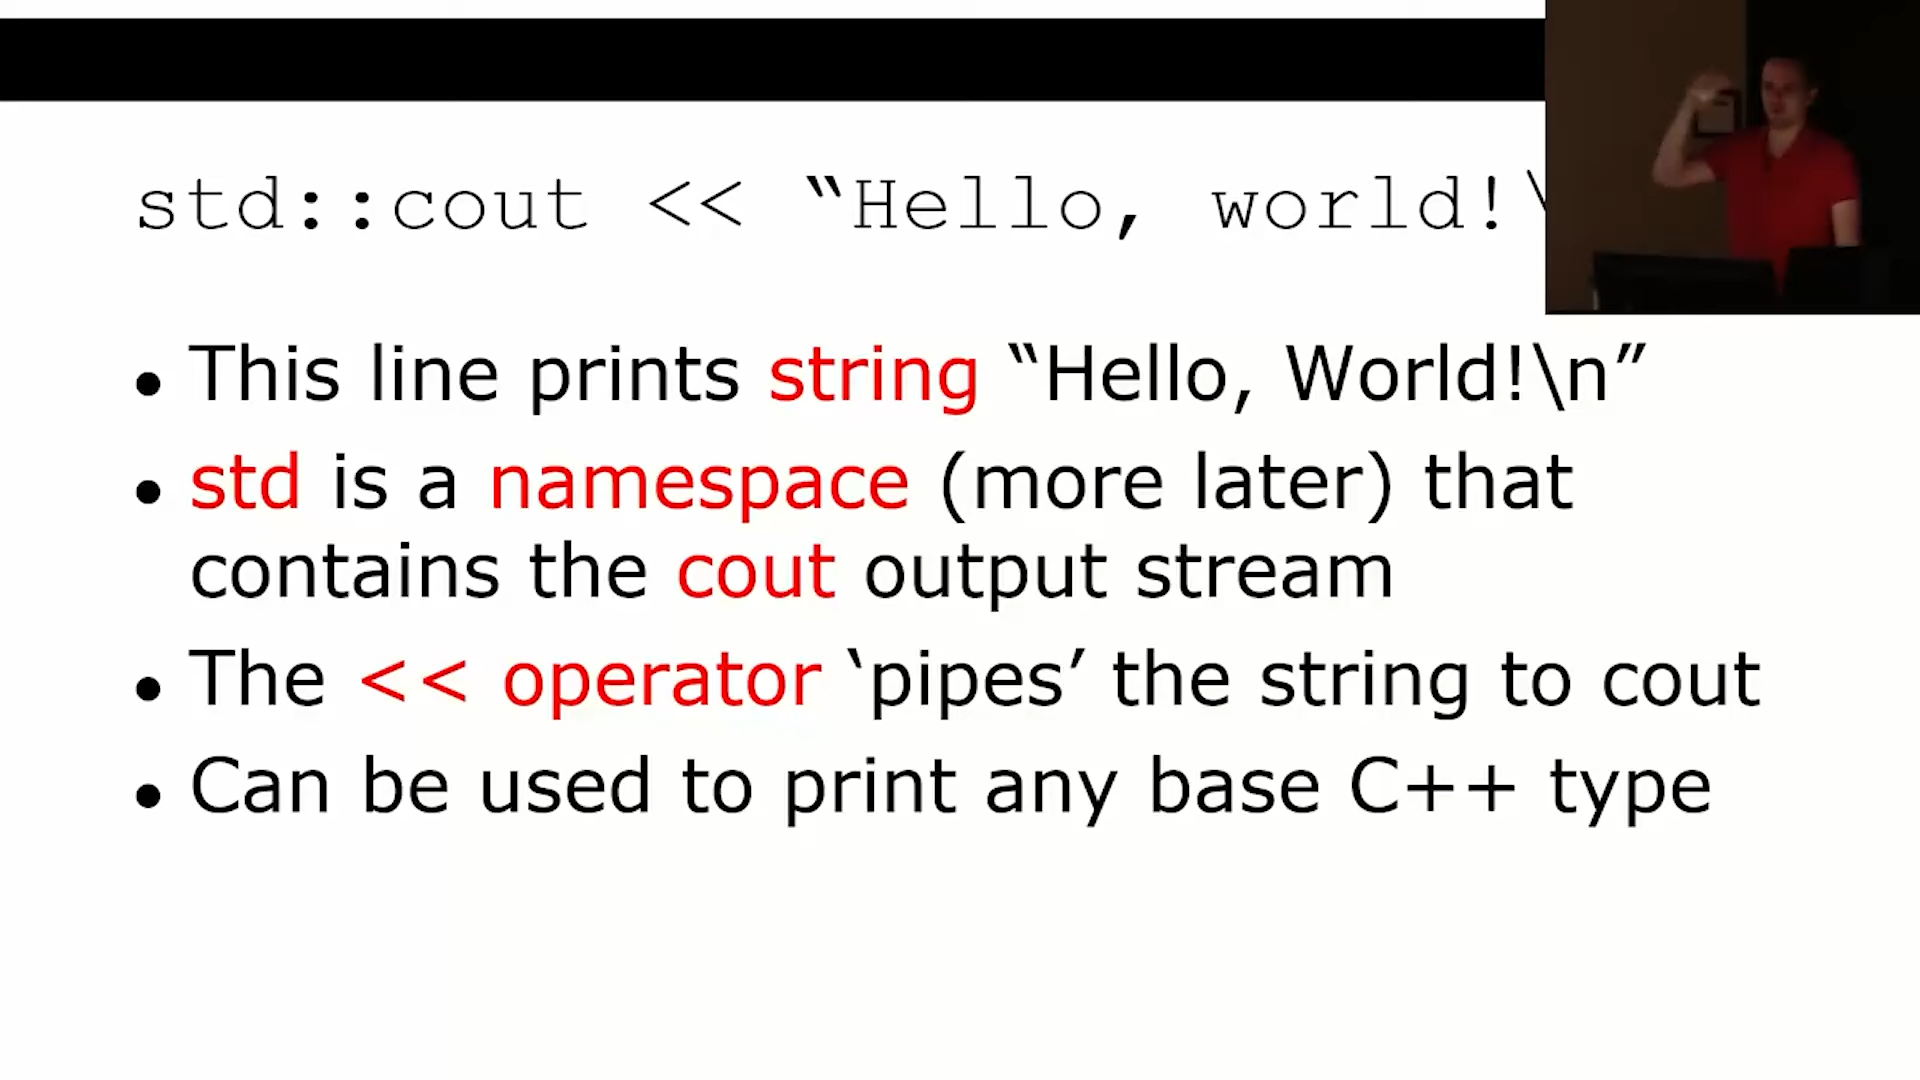 std::cout << “Hello, world!\
• This line prints string “Hello, World!\n”
• std is a namespace (more later) that
contains the cout output stream
• The << operator ‘pipes’ the string to cout
• Can be used to print any base C++ type